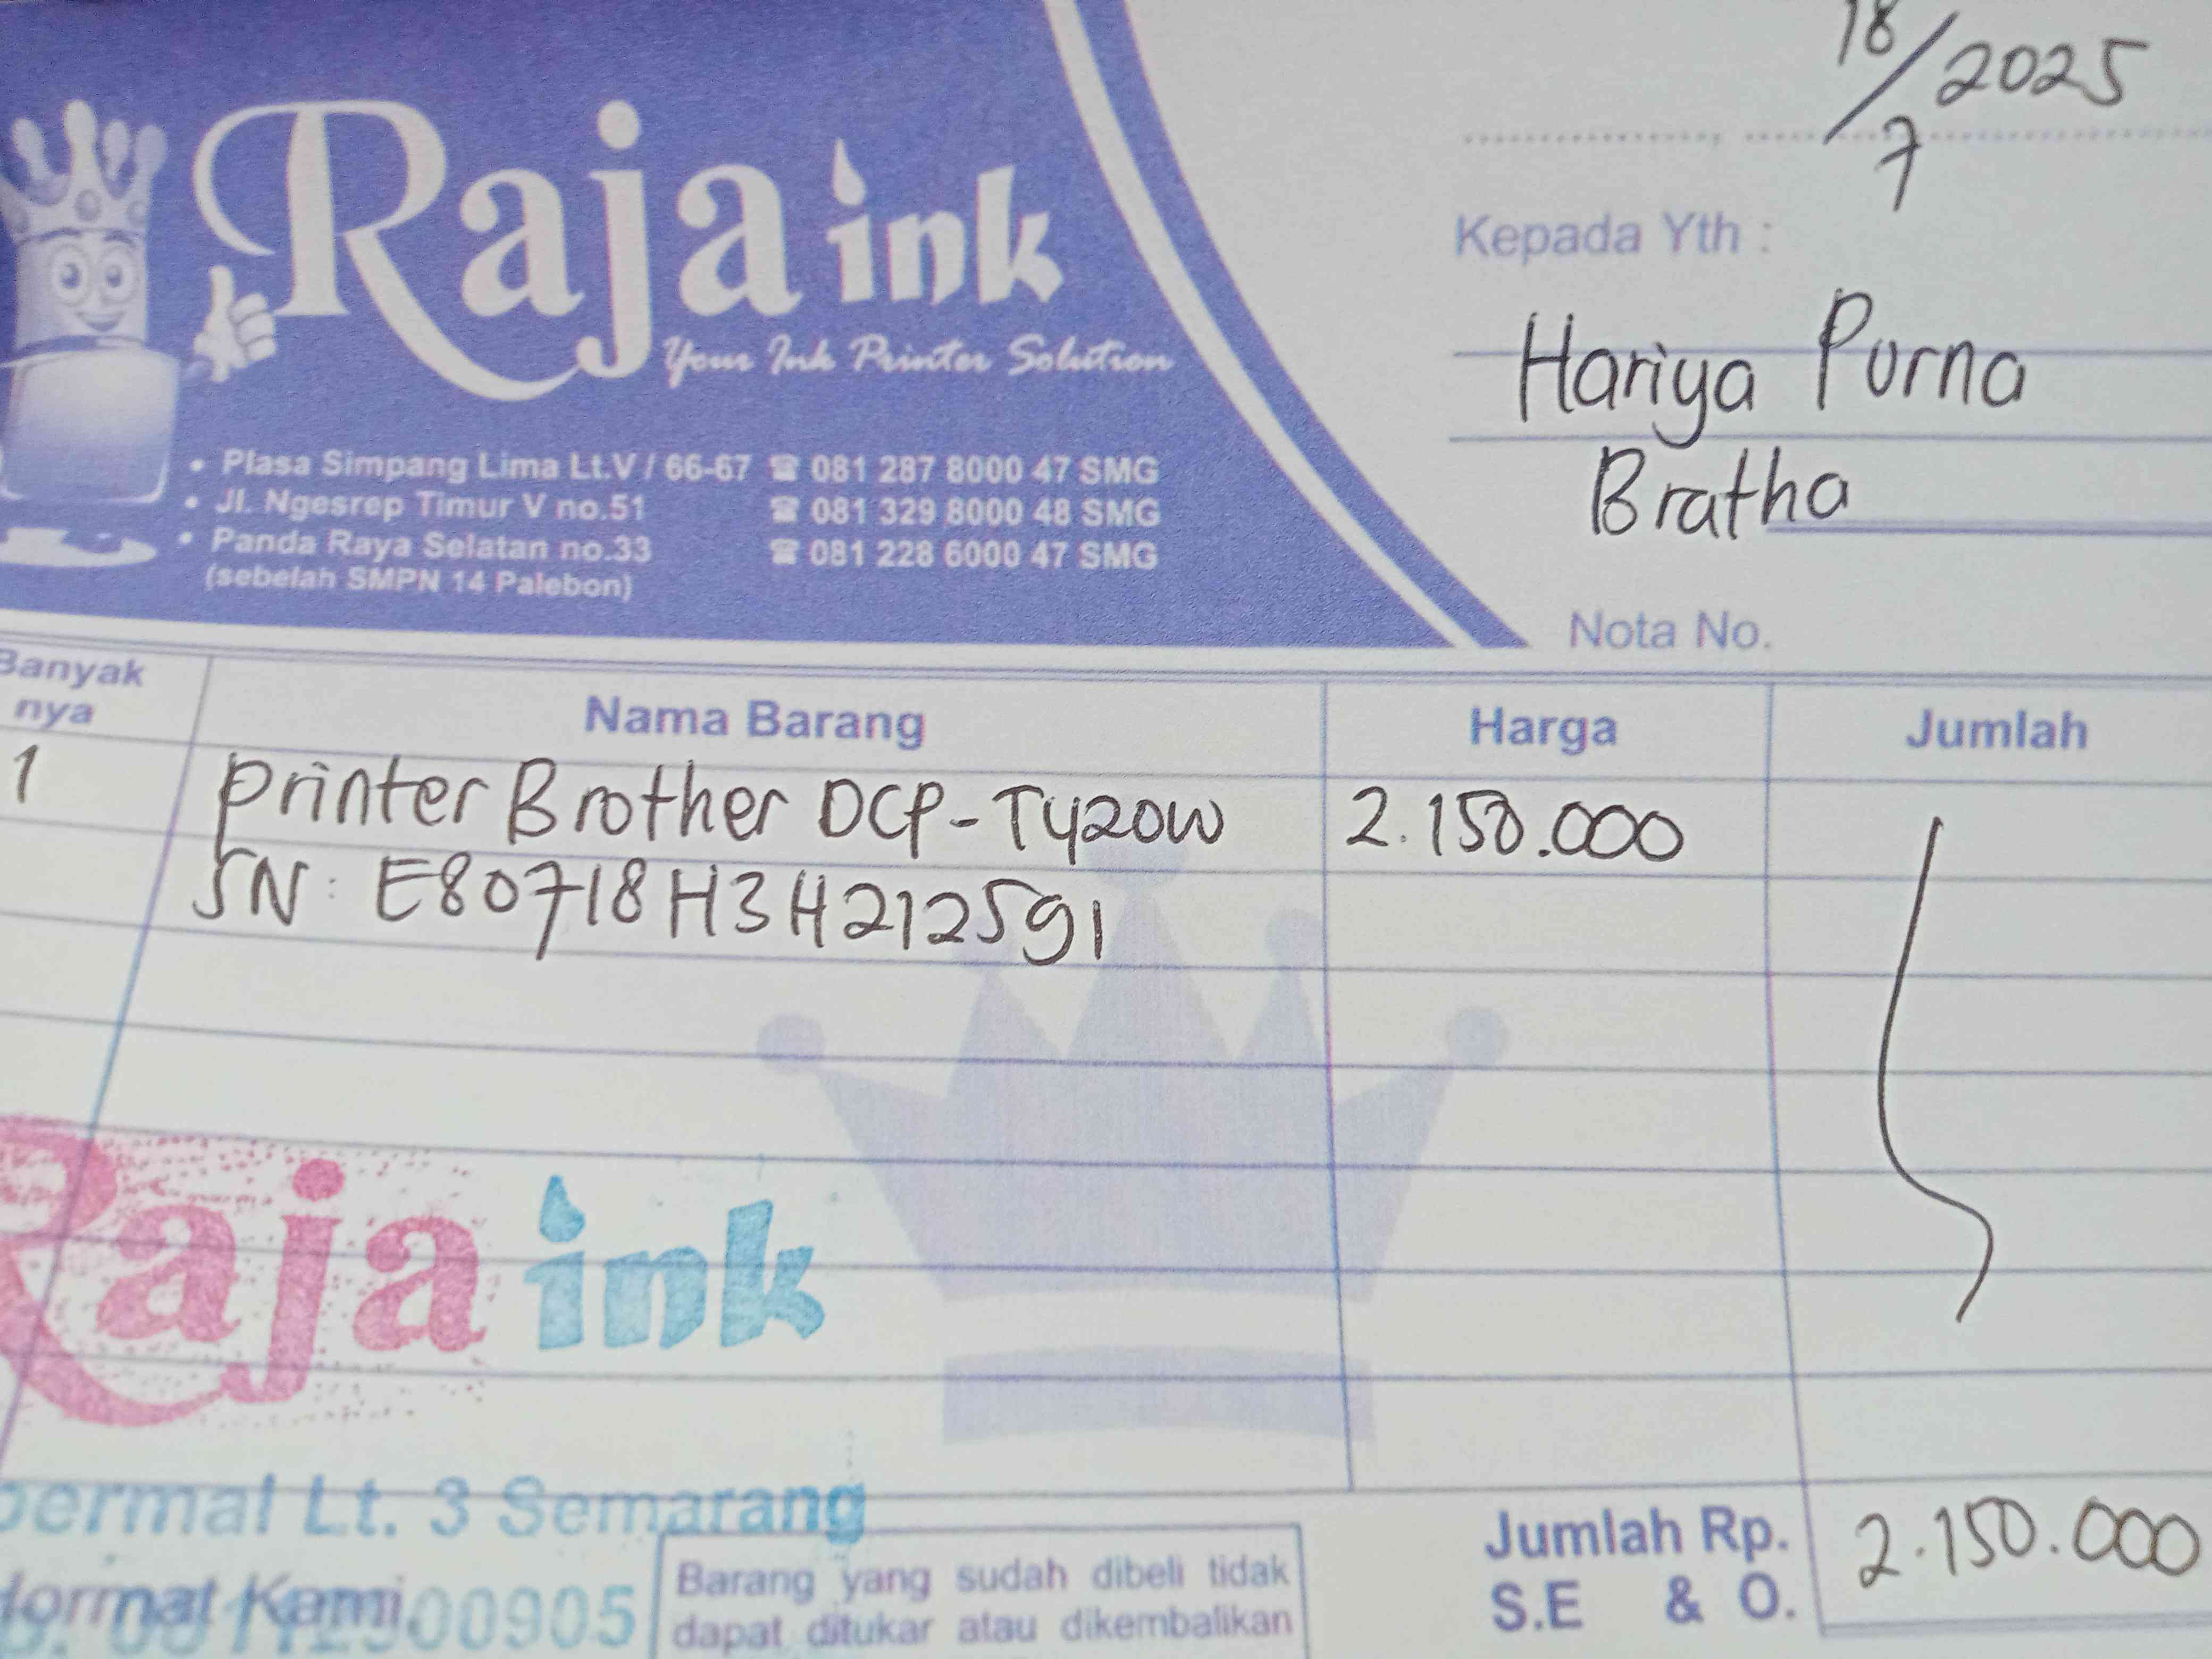 18/7 2025
Raja ink
Your Ink Printer Solution
• Plasa Simpang Lima Lt.V / 66-67 ☎ 081 287 8000 47 SMG
• Jl. Ngesrep Timur V no.51 ☎ 081 329 8000 48 SMG
• Panda Raya Selatan no.33 ☎ 081 228 6000 47 SMG
(sebelah SMPN 14 Palebon)
Kepada Yth :
Hariya Purna
Bratha
Nota No.
Banyak
nya
Nama Barang
Harga
Jumlah
1 Printer Brother DCP-T420W 2.150.000
SN: E80718H3H212591
Raja ink
Lt. 3 Semarang
Hormat Kami,
Barang yang sudah dibeli tidak
dapat ditukar atau dikembalikan
Jumlah Rp. 2.150.000
S.E & O.